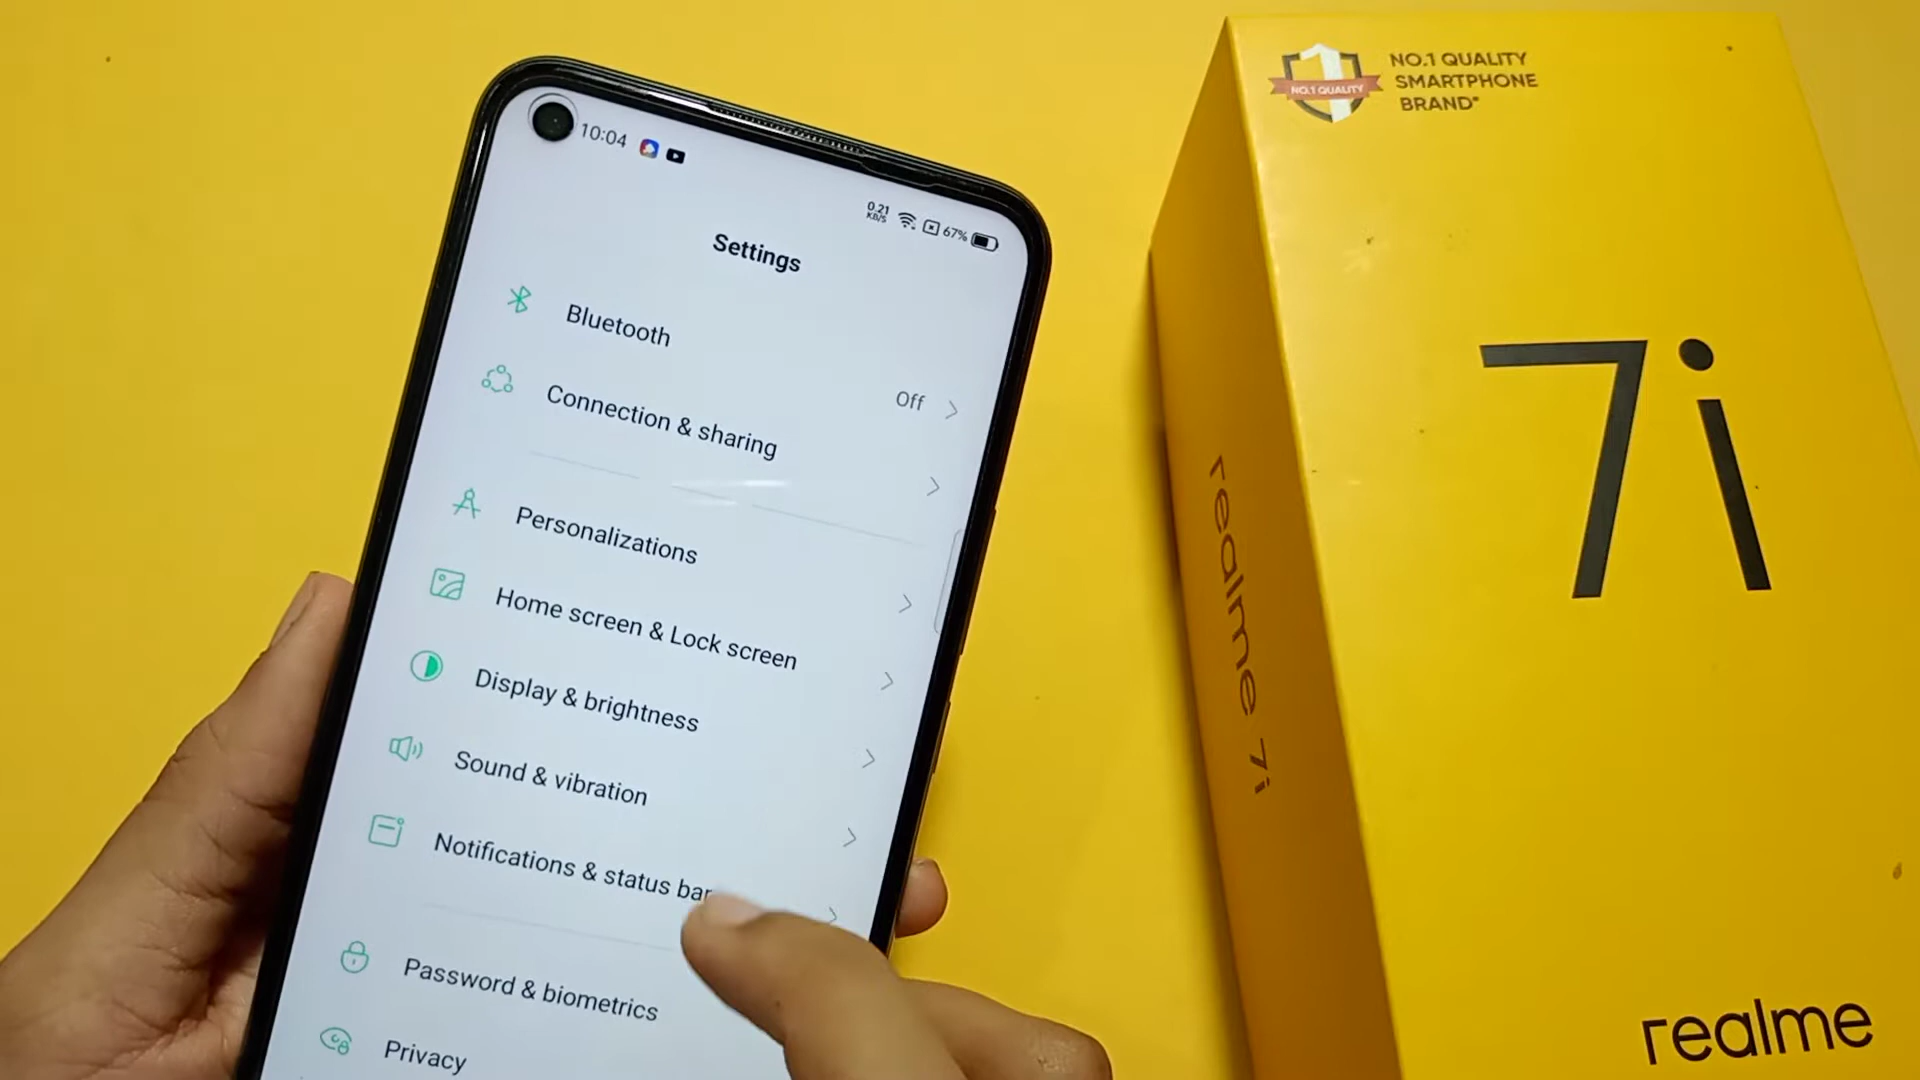 10:04
0.21
KB/S
67%
Settings
Bluetooth
Off
Connection & sharing
Personalizations
Home screen & Lock screen
Display & brightness
Sound & vibration
Notifications & status bar
Password & biometrics
Privacy
1
NO.1 QUALITY
NO.1 QUALITY
SMARTPHONE
BRAND*
7i
realme 7i
realme